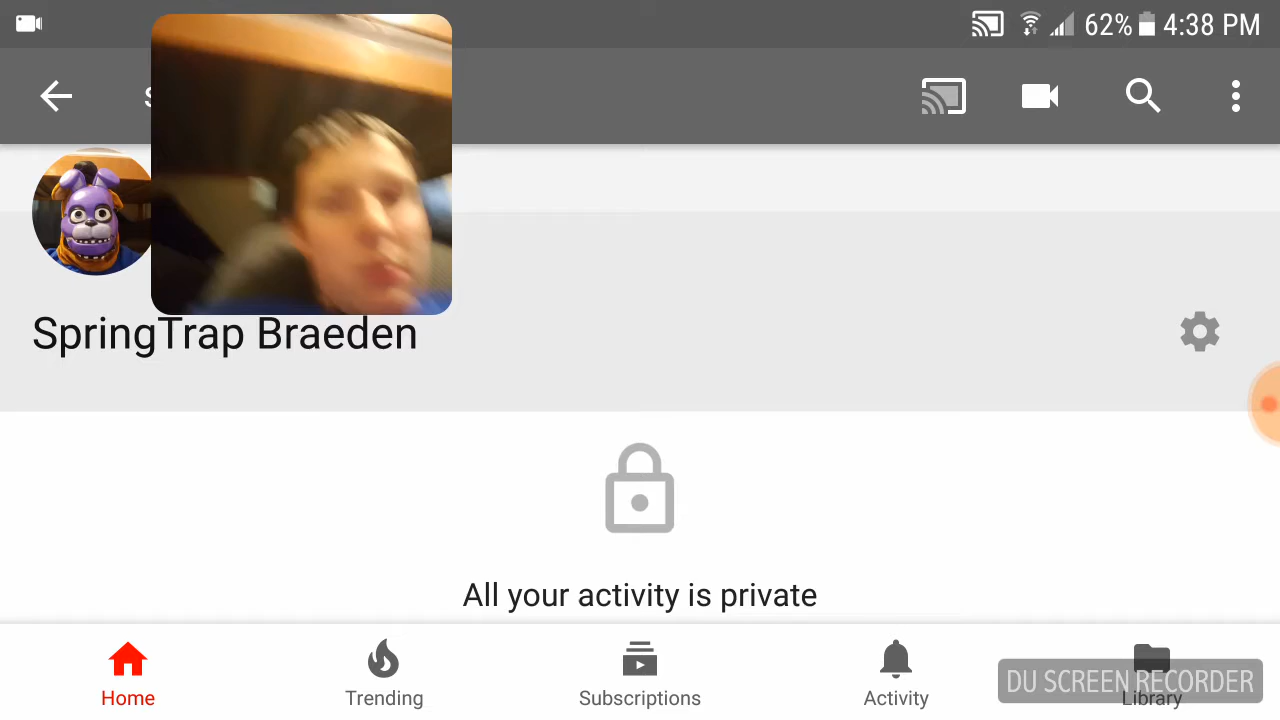 62% 4:38 PM
SpringTrap Braeden
All your activity is private
Home Trending Subscriptions Activity Library
DU SCREEN RECORDER